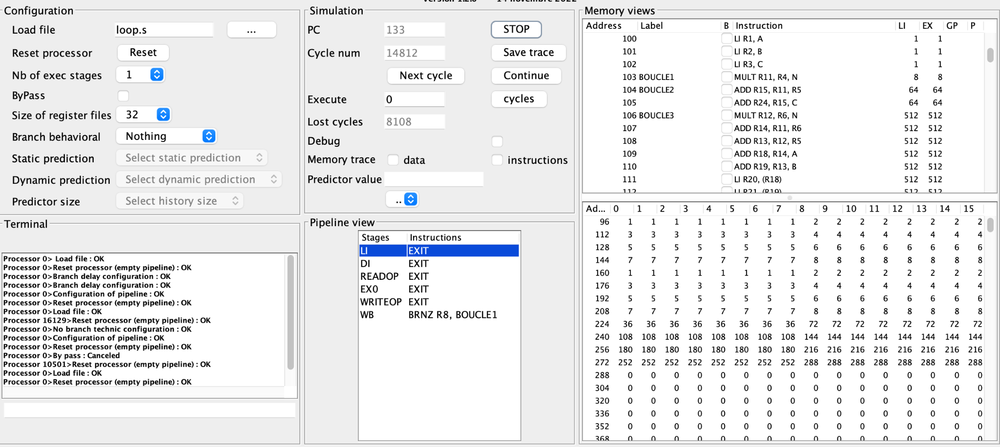 Version 1.2.0 14 novembre 2022
Configuration
Load file loop.s ...
Reset processor Reset
Nb of exec stages 1
ByPass
Size of register files 32
Branch behavioral Nothing
Static prediction Select static prediction
Dynamic prediction Select dynamic prediction
Predictor size Select history size
Simulation
PC 133 STOP
Cycle num 14812 Save trace
Next cycle Continue
Execute 0 cycles
Lost cycles 8108
Debug
Memory trace data instructions
Predictor value
..
Memory views
Address Label B Instruction LI EX GP P
100 LI R1, A 1 1
101 LI R2, B 1 1
102 LI R3, C 1 1
103 BOUCLE1 MULT R11, R4, N 8 8
104 BOUCLE2 ADD R15, R11, R5 64 64
105 ADD R24, R15, C 64 64
106 BOUCLE3 MULT R12, R6, N 512 512
107 ADD R14, R11, R6 512 512
108 ADD R13, R12, R5 512 512
109 ADD R18, R14, A 512 512
110 ADD R19, R13, B 512 512
111 LI R20, (R18) 512 512
112 LI R21, (R19) 512 512
Terminal
Processor 0> Load file : OK
Processor 0>Reset processor (empty pipeline) : OK
Processor 0>Branch delay configuration : OK
Processor 0>Branch delay configuration : OK
Processor 0>Configuration of pipeline : OK
Processor 0>Reset processor (empty pipeline) : OK
Processor 0>Load file : OK
Processor 16129>Reset processor (empty pipeline) : OK
Processor 0>No branch technic configuration : OK
Processor 0>Configuration of pipeline : OK
Processor 0>Reset processor (empty pipeline) : OK
Processor 0>By pass : Canceled
Processor 10501>Reset processor (empty pipeline) : OK
Processor 0>Load file : OK
Processor 0>Reset processor (empty pipeline) : OK
Pipeline view
Stages Instructions
LI EXIT
DI EXIT
READOP EXIT
EX0 EXIT
WRITEOP EXIT
WB BRNZ R8, BOUCLE1
Ad... 0 1 2 3 4 5 6 7 8 9 10 11 12 13 14 15
96 1 1 1 1 1 1 1 1 2 2 2 2 2 2 2 2
112 3 3 3 3 3 3 3 3 4 4 4 4 4 4 4 4
128 5 5 5 5 5 5 5 5 6 6 6 6 6 6 6 6
144 7 7 7 7 7 7 7 7 8 8 8 8 8 8 8 8
160 1 1 1 1 1 1 1 1 2 2 2 2 2 2 2 2
176 3 3 3 3 3 3 3 3 4 4 4 4 4 4 4 4
192 5 5 5 5 5 5 5 5 6 6 6 6 6 6 6 6
208 7 7 7 7 7 7 7 7 8 8 8 8 8 8 8 8
224 36 36 36 36 36 36 36 36 72 72 72 72 72 72 72 72
240 108 108 108 108 108 108 108 108 144 144 144 144 144 144 144 144
256 180 180 180 180 180 180 180 180 216 216 216 216 216 216 216 216
272 252 252 252 252 252 252 252 252 288 288 288 288 288 288 288 288
288 0 0 0 0 0 0 0 0 0 0 0 0 0 0 0 0
304 0 0 0 0 0 0 0 0 0 0 0 0 0 0 0 0
320 0 0 0 0 0 0 0 0 0 0 0 0 0 0 0 0
336 0 0 0 0 0 0 0 0 0 0 0 0 0 0 0 0
352 0 0 0 0 0 0 0 0 0 0 0 0 0 0 0 0
368 0 0 0 0 0 0 0 0 0 0 0 0 0 0 0 0